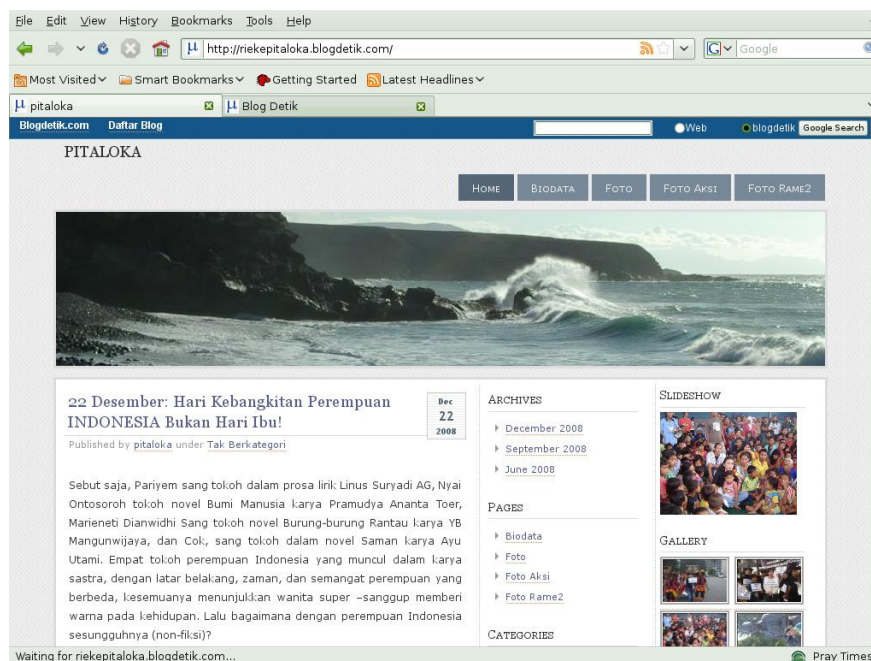 File Edit View History Bookmarks Tools Help
http://riekepitaloka.blogdetik.com/
Google
Most Visited Smart Bookmarks Getting Started Latest Headlines
pitaloka
Blog Detik
Blogdetik.com Daftar Blog
Web blogdetik Google Search
PITALOKA
Home Biodata Foto Foto Aksi Foto Rame2
22 Desember: Hari Kebangkitan Perempuan
INDONESIA Bukan Hari Ibu!
Dec
22
2008
Published by pitaloka under Tak Berkategori
Sebut saja, Pariyem sang tokoh dalam prosa lirik Linus Suryadi AG, Nyai
Ontosoroh tokoh novel Bumi Manusia karya Pramudya Ananta Toer,
Marieneti Dianwidhi Sang tokoh novel Burung-burung Rantau karya YB
Mangunwijaya, dan Cok, sang tokoh dalam novel Saman karya Ayu
Utami. Empat tokoh perempuan Indonesia yang muncul dalam karya
sastra, dengan latar belakang, zaman, dan semangat perempuan yang
berbeda, kesemuanya menunjukkan wanita super –sanggup memberi
warna pada kehidupan. Lalu bagaimana dengan perempuan Indonesia
sesungguhnya (non-fiksi)?
Archives
December 2008
September 2008
June 2008
Pages
Biodata
Foto
Foto Aksi
Foto Rame2
Categories
Slideshow
Gallery
Waiting for riekepitaloka.blogdetik.com...
Pray Times